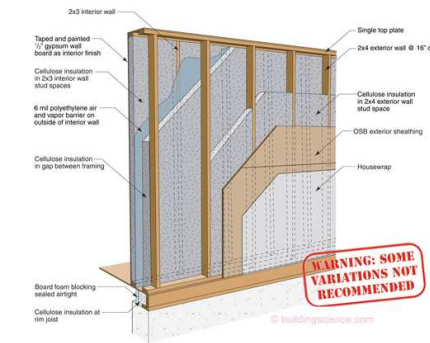 2x3 interior wall
Taped and painted
½" gypsum wall
board as interior finish
Cellulose insulation
in 2x3 interior wall
stud spaces
6 mil polyethylene air
and vapor barrier on
outside of interior wall
Cellulose insulation
in gap between framing
Board foam blocking
sealed airtight
Cellulose insulation at
rim joist
Single top plate
2x4 exterior wall @ 16" c
Cellulose insulation
in 2x4 exterior wall
stud space
OSB exterior sheathing
Housewrap
WARNING: SOME
VARIATIONS NOT
RECOMMENDED
© buildingscience.com